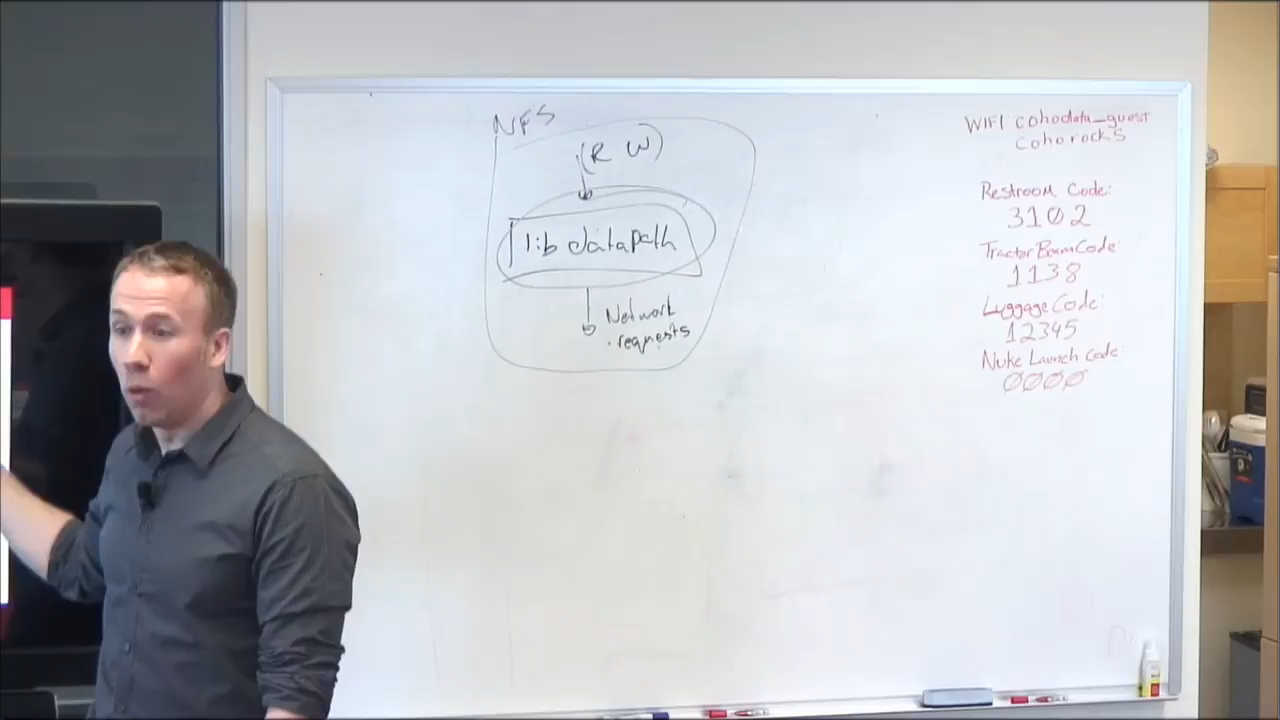 NFS
(R W)
lib datapath
Network
requests
WIFI cohodata_guest
cohorocks
Restroom Code:
3102
Tractor Beam Code:
1138
Luggage Code:
12345
Nuke Launch Code:
0000